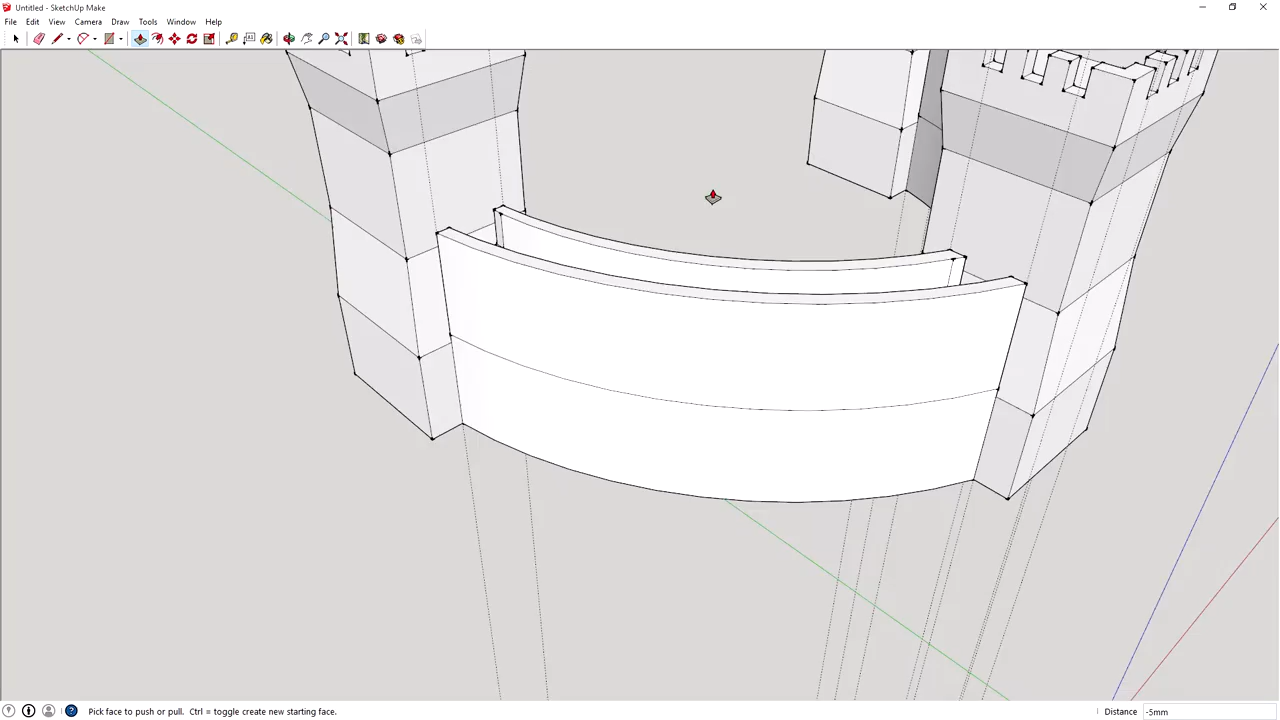 Untitled - SketchUp Make
File Edit View Camera Draw Tools Window Help
Pick face to push or pull. Ctrl = toggle create new starting face.
Distance -5mm